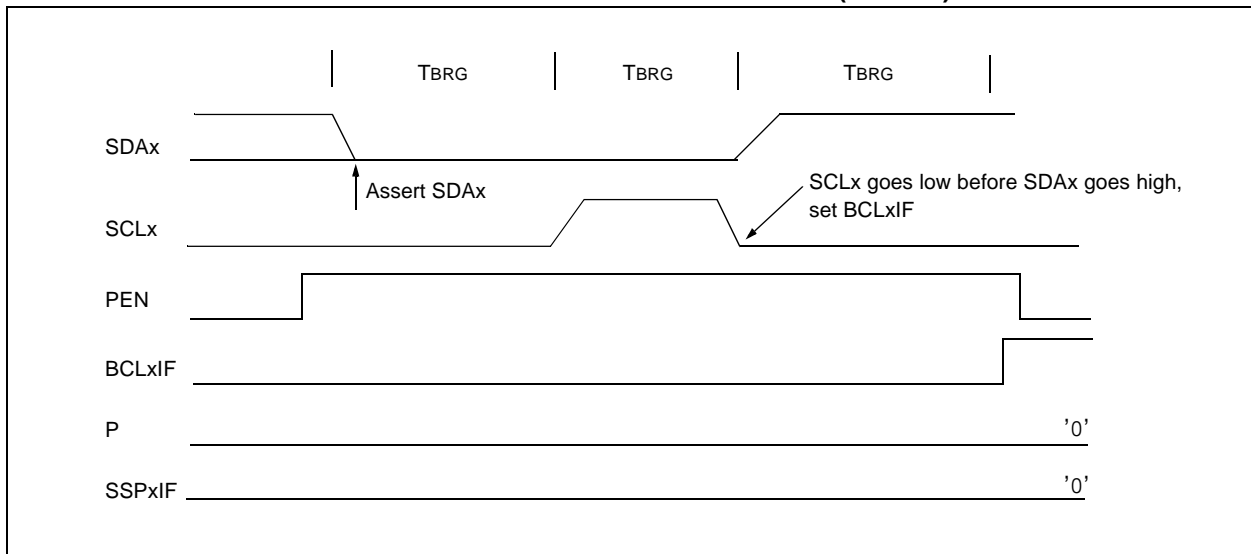 TBRG TBRG TBRG
SDAx
Assert SDAx
SCLx goes low before SDAx goes high,
set BCLxIF
SCLx
PEN
BCLxIF
P
'0'
SSPxIF
'0'